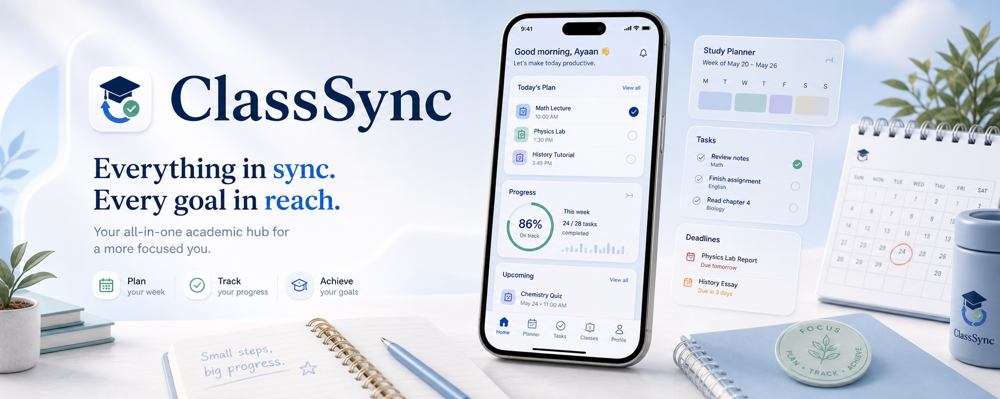 ClassSync
Everything in sync.
Every goal in reach.
Your all-in-one academic hub for
a more focused you.
Plan
your week
Track
your progress
Achieve
your goals
Small steps,
big progress.
9:41
Good morning, Ayaan 👋
Let's make today productive.
Today's Plan
View all
Math Lecture
10:00 AM
Physics Lab
1:30 PM
History Tutorial
3:45 PM
Progress
86%
On track
This week
24 / 28 tasks
completed
Upcoming
View all
Chemistry Quiz
May 24 • 11:00 AM
Home
Planner
Tasks
Classes
Profile
Study Planner
Week of May 20 – May 26
M T W T F S S
Tasks
Review notes
Math
Finish assignment
English
Read chapter 4
Biology
Deadlines
Physics Lab Report
Due tomorrow
History Essay
Due in 3 days
SUN MON TUE WED THU FRI SAT
24
ClassSync
FOCUS
PLAN • TRACK • ACHIEVE